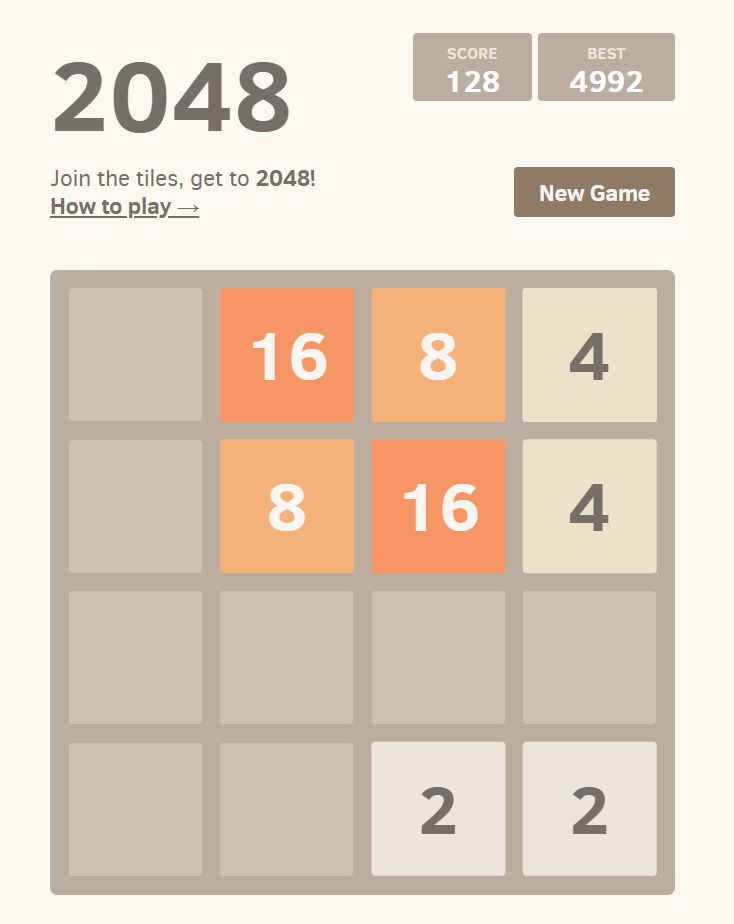 2048
SCORE
128
BEST
4992
Join the tiles, get to 2048!
How to play →
New Game
16 8 4
8 16 4
2 2